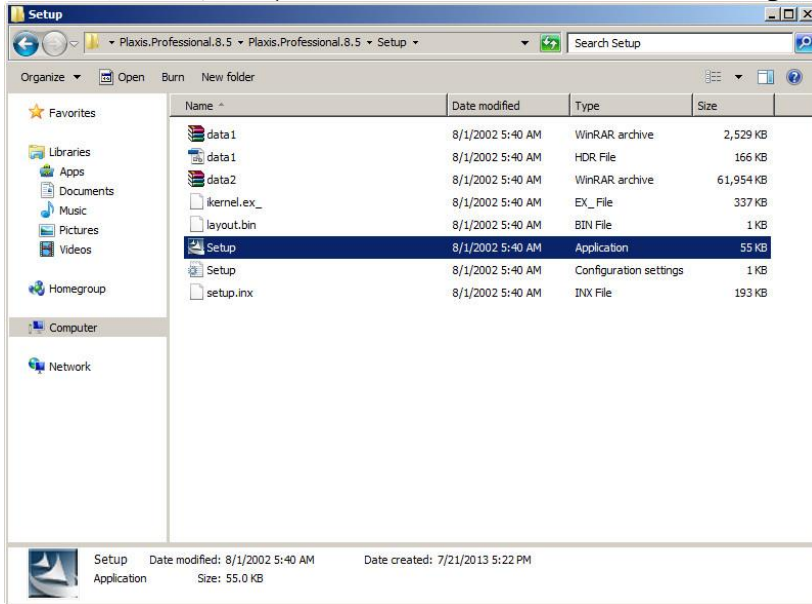 Setup
Plaxis.Professional.8.5 Plaxis.Professional.8.5 Setup Search Setup
Organize Open Burn New folder
Favorites
Libraries
Apps
Documents
Music
Pictures
Videos
Homegroup
Computer
Network
Name Date modified Type Size
data1 8/1/2002 5:40 AM WinRAR archive 2,529 KB
data1 8/1/2002 5:40 AM HDR File 166 KB
data2 8/1/2002 5:40 AM WinRAR archive 61,954 KB
ikernel.ex_ 8/1/2002 5:40 AM EX_ File 337 KB
layout.bin 8/1/2002 5:40 AM BIN File 1 KB
Setup 8/1/2002 5:40 AM Application 55 KB
Setup 8/1/2002 5:40 AM Configuration settings 1 KB
setup.inx 8/1/2002 5:40 AM INX File 193 KB
Setup Date modified: 8/1/2002 5:40 AM Date created: 7/21/2013 5:22 PM
Application Size: 55.0 KB